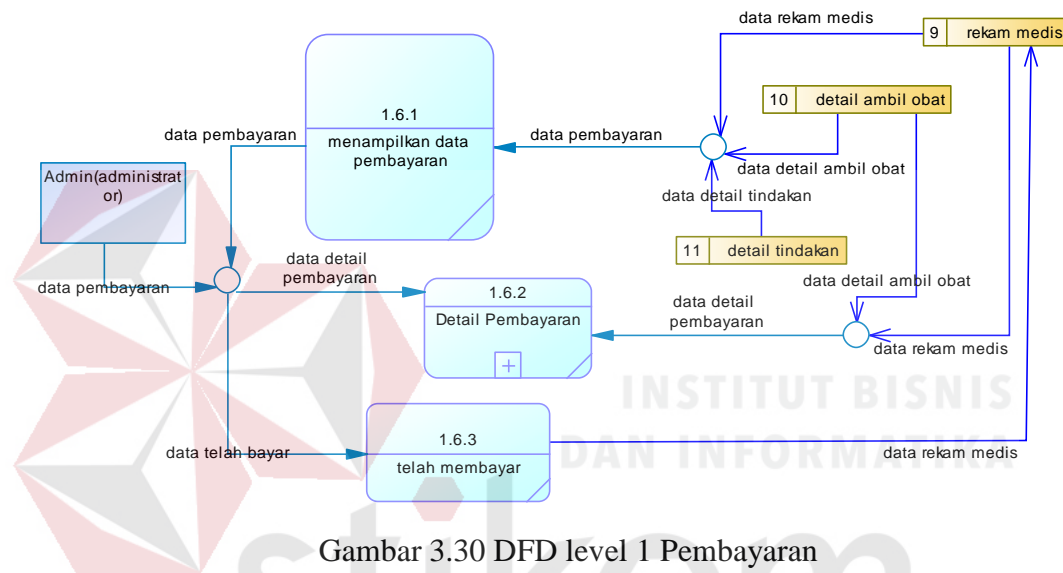 data rekam medis
9 rekam medis
10 detail ambil obat
1.6.1
menampilkan data
pembayaran
data pembayaran
data pembayaran
data detail ambil obat
Admin(administrat
or)
data detail tindakan
11 detail tindakan
data pembayaran
data detail
pembayaran
data detail ambil obat
1.6.2
Detail Pembayaran
+
data detail
pembayaran
data rekam medis
INSTITUT BISNIS
DAN INFORMATIKA
1.6.3
telah membayar
data telah bayar
data rekam medis
stikom
Gambar 3.30 DFD level 1 Pembayaran